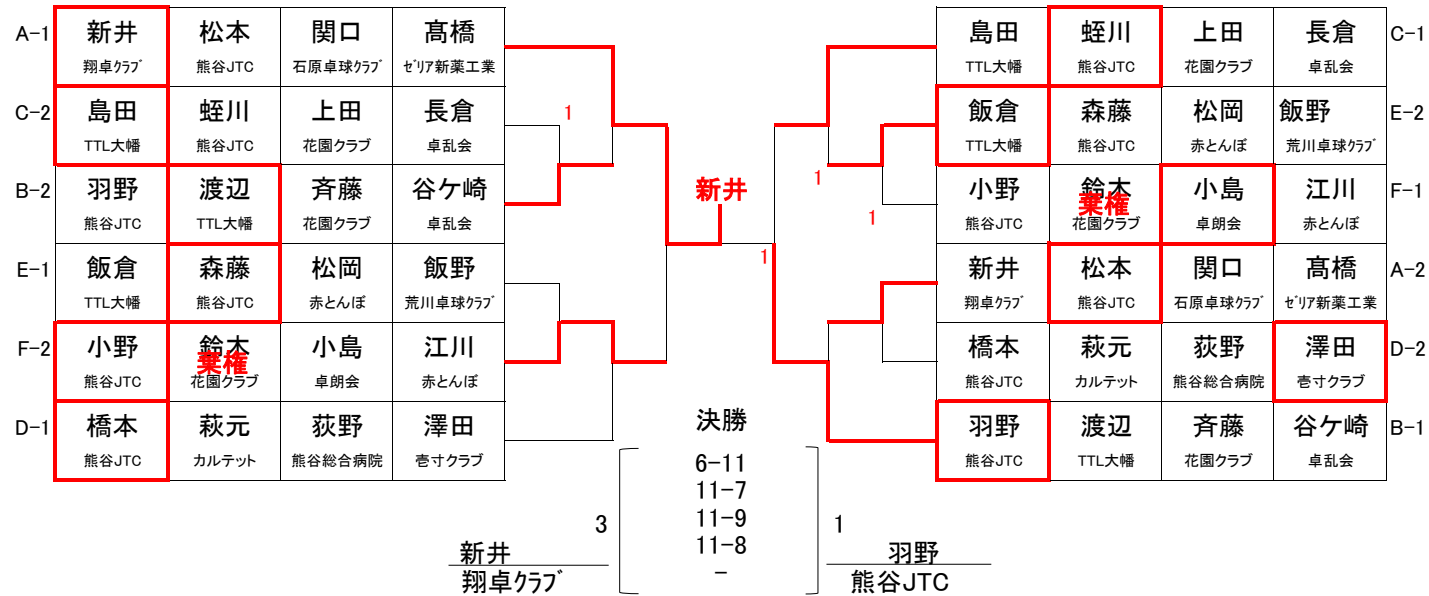 A-1 新井 松本 関口 髙橋
翔卓クラブ 熊谷JTC 石原卓球クラブ ゼリア新薬工業
C-2 島田 蛭川 上田 長倉
TTL大幡 熊谷JTC 花園クラブ 卓乱会
B-2 羽野 渡辺 斉藤 谷ケ崎
熊谷JTC TTL大幡 花園クラブ 卓乱会
E-1 飯倉 森藤 松岡 飯野
TTL大幡 熊谷JTC 赤とんぼ 荒川卓球クラブ
F-2 小野 鈴木 小島 江川
棄権
熊谷JTC 花園クラブ 卓朗会 赤とんぼ
D-1 橋本 萩元 荻野 澤田
熊谷JTC カルテット 熊谷総合病院 壱寸クラブ
1
新井
1
1
1
島田 蛭川 上田 長倉 C-1
TTL大幡 熊谷JTC 花園クラブ 卓乱会
飯倉 森藤 松岡 飯野 E-2
TTL大幡 熊谷JTC 赤とんぼ 荒川卓球クラブ
小野 鈴木 小島 江川 F-1
棄権
熊谷JTC 花園クラブ 卓朗会 赤とんぼ
新井 松本 関口 髙橋 A-2
翔卓クラブ 熊谷JTC 石原卓球クラブ ゼリア新薬工業
橋本 萩元 荻野 澤田 D-2
熊谷JTC カルテット 熊谷総合病院 壱寸クラブ
羽野 渡辺 斉藤 谷ケ崎 B-1
熊谷JTC TTL大幡 花園クラブ 卓乱会
決勝
6-11
11-7
11-9
11-8
-
3
1
新井
翔卓クラブ
羽野
熊谷JTC